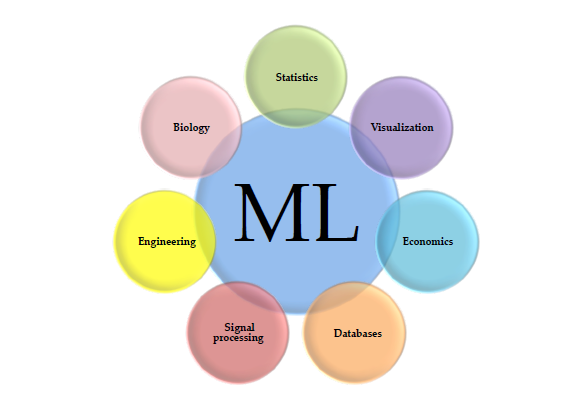 Statistics
Biology
Visualization
ML
Engineering
Economics
Signal
processing
Databases